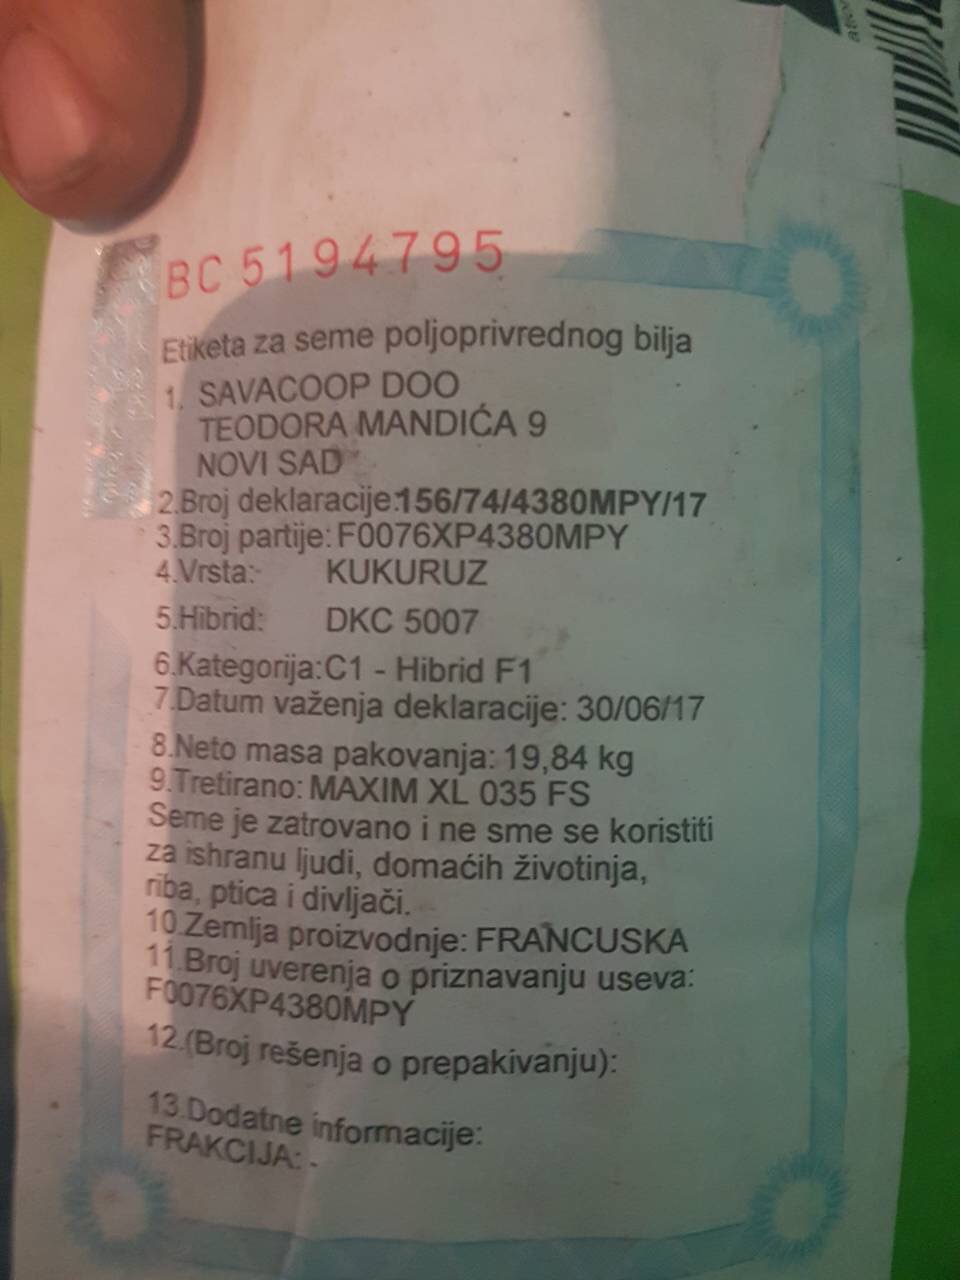 BC 5194795
Etiketa za seme poljoprivrednog bilja
1. SAVACOOP DOO
TEODORA MANDIĆA 9
NOVI SAD
2.Broj deklaracije:156/74/4380MPY/17
3.Broj partije: F0076XP4380MPY
4.Vrsta: KUKURUZ
5.Hibrid: DKC 5007
6.Kategorija:C1 - Hibrid F1
7.Datum važenja deklaracije: 30/06/17
8.Neto masa pakovanja: 19,84 kg
9.Tretirano: MAXIM XL 035 FS
Seme je zatrovano i ne sme se koristiti
za ishranu ljudi, domaćih životinja,
riba, ptica i divljači.
10.Zemlja proizvodnje: FRANCUSKA
11.Broj uverenja o priznavanju useva:
F0076XP4380MPY
12.(Broj rešenja o prepakivanju):
13.Dodatne informacije:
FRAKCIJA: -